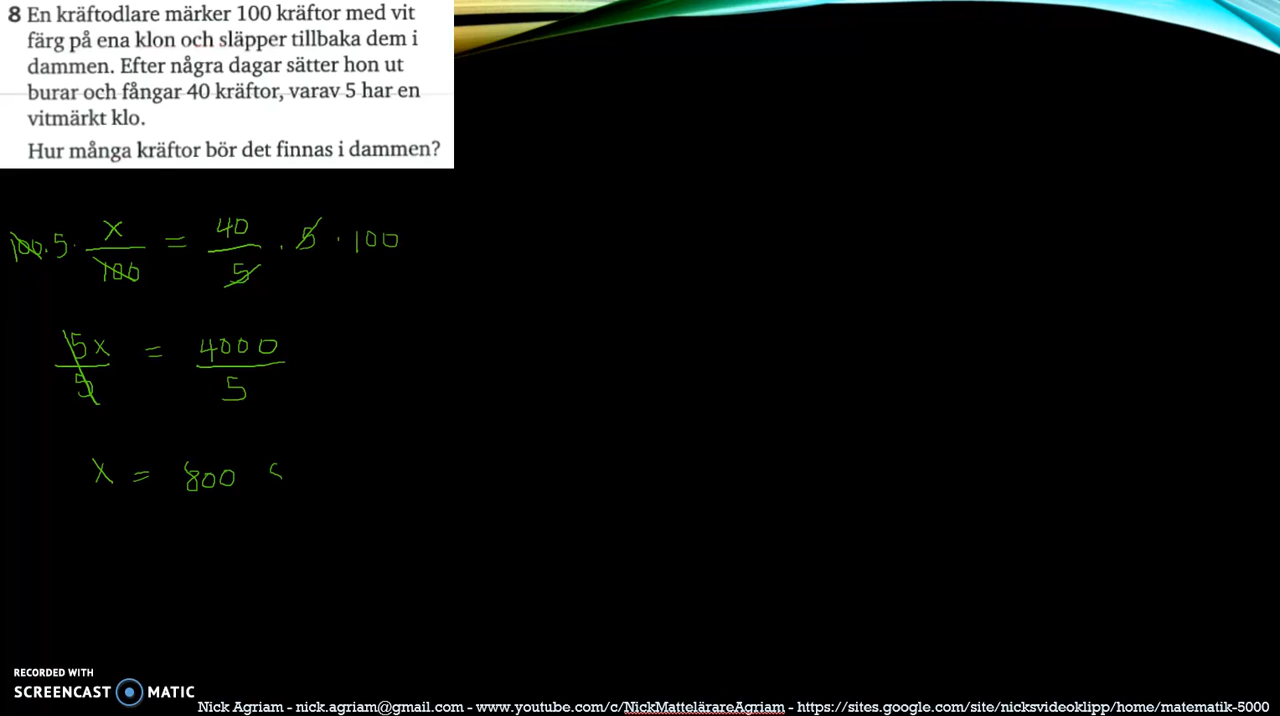 8 En kräftodlare märker 100 kräftor med vit
färg på ena klon och släpper tillbaka dem i
dammen. Efter några dagar sätter hon ut
burar och fångar 40 kräftor, varav 5 har en
vitmärkt klo.
Hur många kräftor bör det finnas i dammen?
100 · 5 · x/100 = 40/5 · 5 · 100
5x/5 = 4000/5
x = 800
RECORDED WITH
SCREENCAST MATIC
Nick Agriam - nick.agriam@gmail.com - www.youtube.com/c/NickMattelärareAgriam - https://sites.google.com/site/nicksvideoklipp/home/matematik-5000